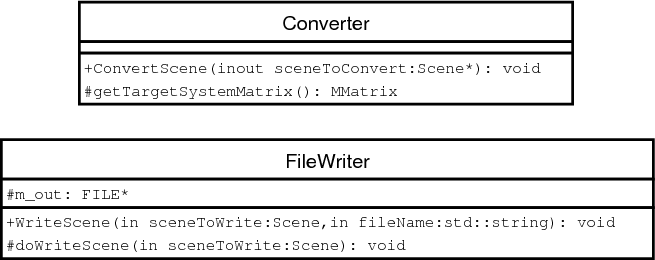 Converter
+ConvertScene(inout sceneToConvert:Scene*): void
#getTargetSystemMatrix(): MMatrix
FileWriter
#m_out: FILE*
+WriteScene(in sceneToWrite:Scene,in fileName:std::string): void
#doWriteScene(in sceneToWrite:Scene): void